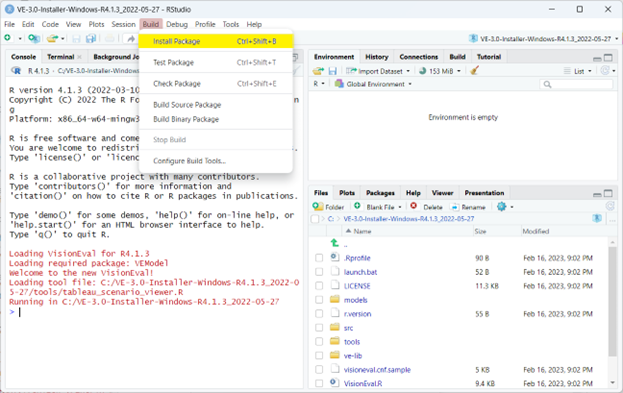 VE-3.0-Installer-Windows-R4.1.3_2022-05-27 - RStudio
File Edit Code View Plots Session Build Debug Profile Tools Help
Install Package Ctrl+Shift+B
Test Package Ctrl+Shift+T
Check Package Ctrl+Shift+E
Build Source Package
Build Binary Package
Stop Build
Configure Build Tools...
VE-3.0-Installer-Windows-R4.1.3_2022-05-27
Console Terminal Background Jo
R 4.1.3 · C:/VE-3.0-Installer-Windows
R version 4.1.3 (2022-03-10
Copyright (C) 2022 The R Fo
g
Platform: x86_64-w64-mingw3
R is free software and come
You are welcome to redistri
Type 'license()' or 'licenc
R is a collaborative project with many contributors.
Type 'contributors()' for more information and
'citation()' on how to cite R or R packages in publications.
Type 'demo()' for some demos, 'help()' for on-line help, or
'help.start()' for an HTML browser interface to help.
Type 'q()' to quit R.
Loading VisionEval for R4.1.3
Loading required package: VEModel
Welcome to the new VisionEval!
Loading tool file: C:/VE-3.0-Installer-Windows-R4.1.3_2022-0
5-27/tools/tableau_scenario_viewer.R
Running in C:/VE-3.0-Installer-Windows-R4.1.3_2022-05-27
>
Environment History Connections Build Tutorial
Import Dataset 153 MiB List
R Global Environment
Environment is empty
Files Plots Packages Help Viewer Presentation
Folder Blank File Delete Rename
C: > VE-3.0-Installer-Windows-R4.1.3_2022-05-27
Name Size Modified
..
.Rprofile 90 B Feb 16, 2023, 9:02 PM
launch.bat 52 B Feb 16, 2023, 9:02 PM
LICENSE 11.3 KB Feb 16, 2023, 9:02 PM
models
r.version 55 B Feb 16, 2023, 9:02 PM
src
tools
ve-lib
visioneval.cnf.sample 5 KB Feb 16, 2023, 9:02 PM
VisionEval.R 9.4 KB Feb 16, 2023, 9:02 PM